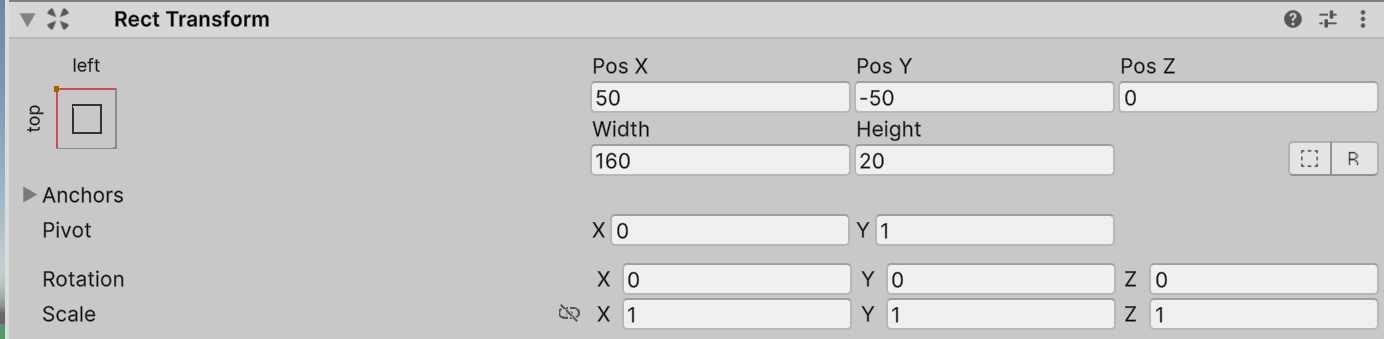 Rect Transform
left
top
Pos X Pos Y Pos Z
50 -50 0
Width Height
160 20
R
Anchors
Pivot X 0 Y 1
Rotation X 0 Y 0 Z 0
Scale X 1 Y 1 Z 1